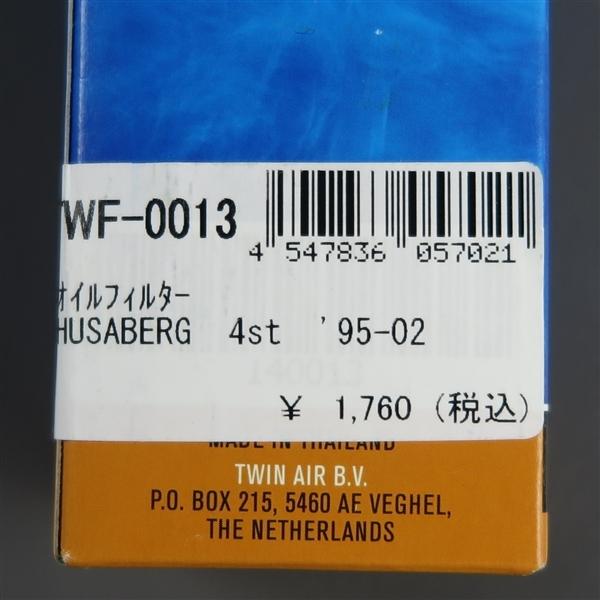 TWF-0013
4 547836 057021
オイルフィルター
HUSABERG 4st '95-02
140013
¥ 1,760 (税込)
MADE IN THAILAND
TWIN AIR B.V.
P.O. BOX 215, 5460 AE VEGHEL,
THE NETHERLANDS